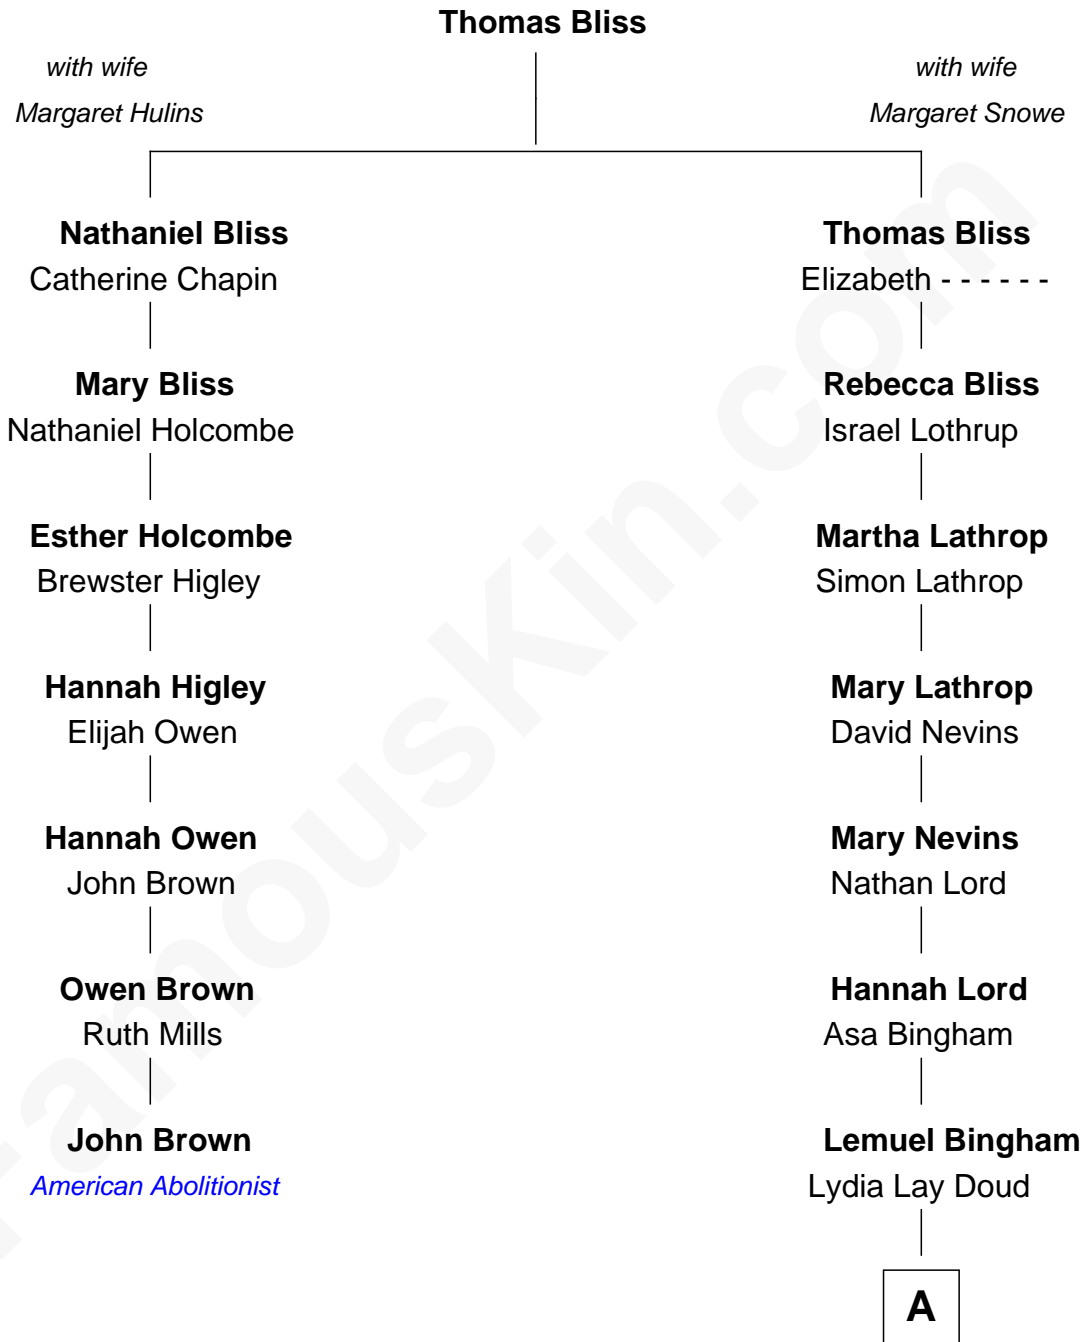 Thomas Bliss
with wife
Margaret Hulins
with wife
Margaret Snowe
Nathaniel Bliss
Catherine Chapin
Thomas Bliss
Elizabeth - - - - - -
Mary Bliss
Nathaniel Holcombe
Rebecca Bliss
Israel Lothrup
Esther Holcombe
Brewster Higley
Martha Lathrop
Simon Lathrop
Hannah Higley
Elijah Owen
Mary Lathrop
David Nevins
Hannah Owen
John Brown
Mary Nevins
Nathan Lord
Owen Brown
Ruth Mills
Hannah Lord
Asa Bingham
John Brown
American Abolitionist
Lemuel Bingham
Lydia Lay Doud
A
FamousKin.com